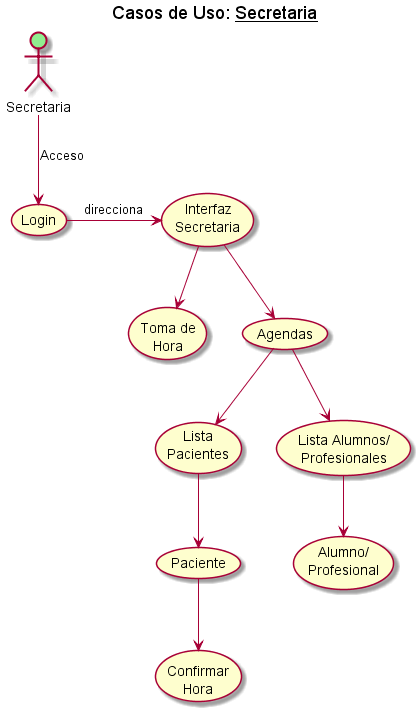 Casos de Uso: Secretaria
Secretaria
Acceso
Login
direcciona
Interfaz
Secretaria
Toma de
Hora
Agendas
Lista
Pacientes
Lista Alumnos/
Profesionales
Paciente
Alumno/
Profesional
Confirmar
Hora